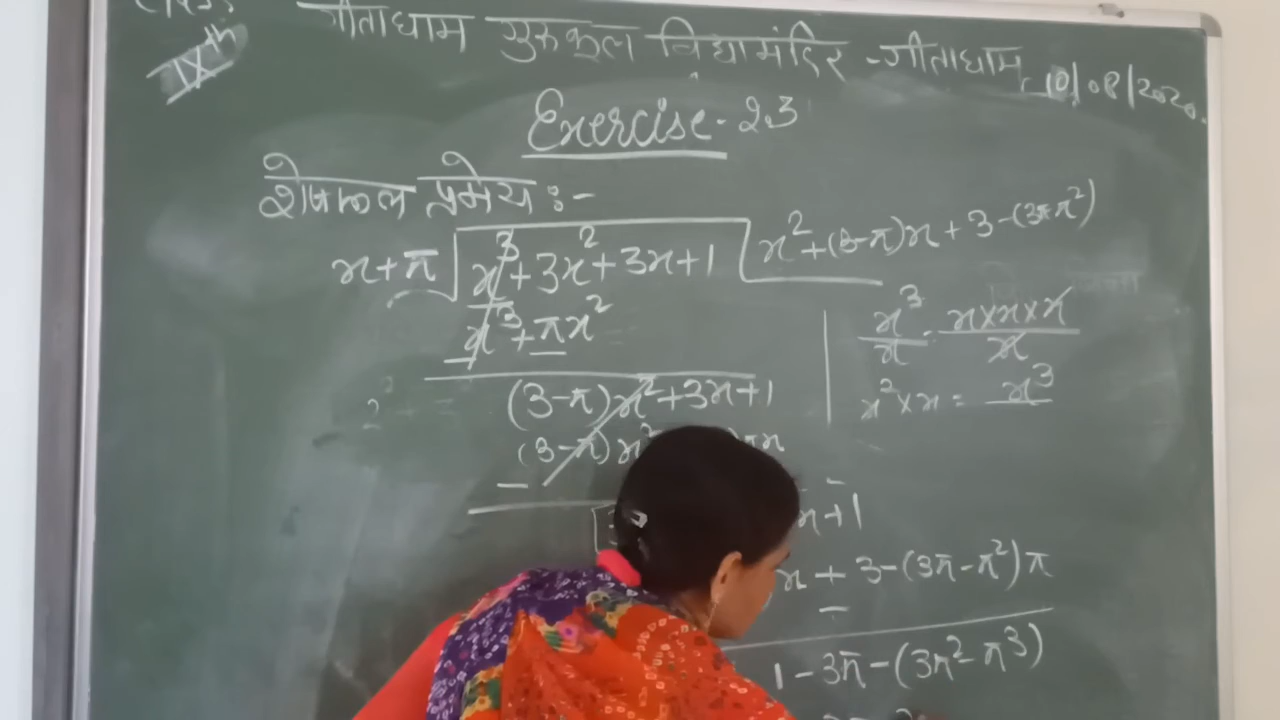 IXth
गीताधाम गुरुकुल विद्यामंदिर - गीताधाम, 10/08/2020.
Exercise - 2.3
शेषफल प्रमेय :-
x+π x³+3x²+3x+1 x²+(3-π)x+3-(3π-π²)
x³+πx²
(3-π)x²+3x+1
(3-π)x² πx
x+1
x + 3-(3π-π²)π
1-3π-(3π²-π³)
x³/x = x×x×x/x
x²×x = x³